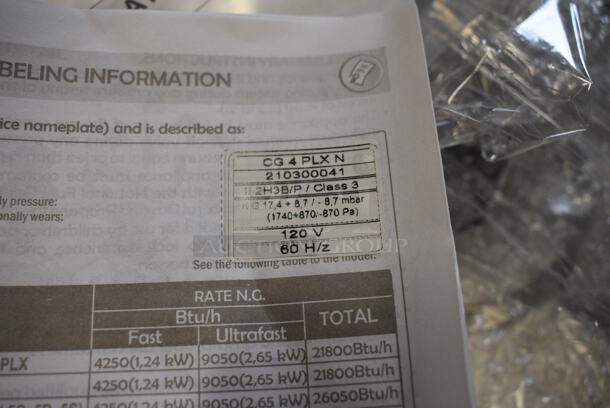 BELING INFORMATION
ice nameplate) and is described as:
CG 4 PLX N
210300041
II 2H3B/P / Class 3
ly pressure:
KG 17,4 + 8,7 / - 8,7 mbar
onally wears:
(1740+870/-870 Pa)
120 V
60 H/z
AUCTION GROUP
See the following table to the model:
RATE N.G.
Btu/h
TOTAL
Fast
Ultrafast
PLX
4250(1,24 kW)
9050(2,65 kW)
21800Btu/h
4250(1,24 kW)
9050(2,65 kW)
21800Btu/h
4250(1,24 kW)
9050(2,65 kW)
26050Btu/h